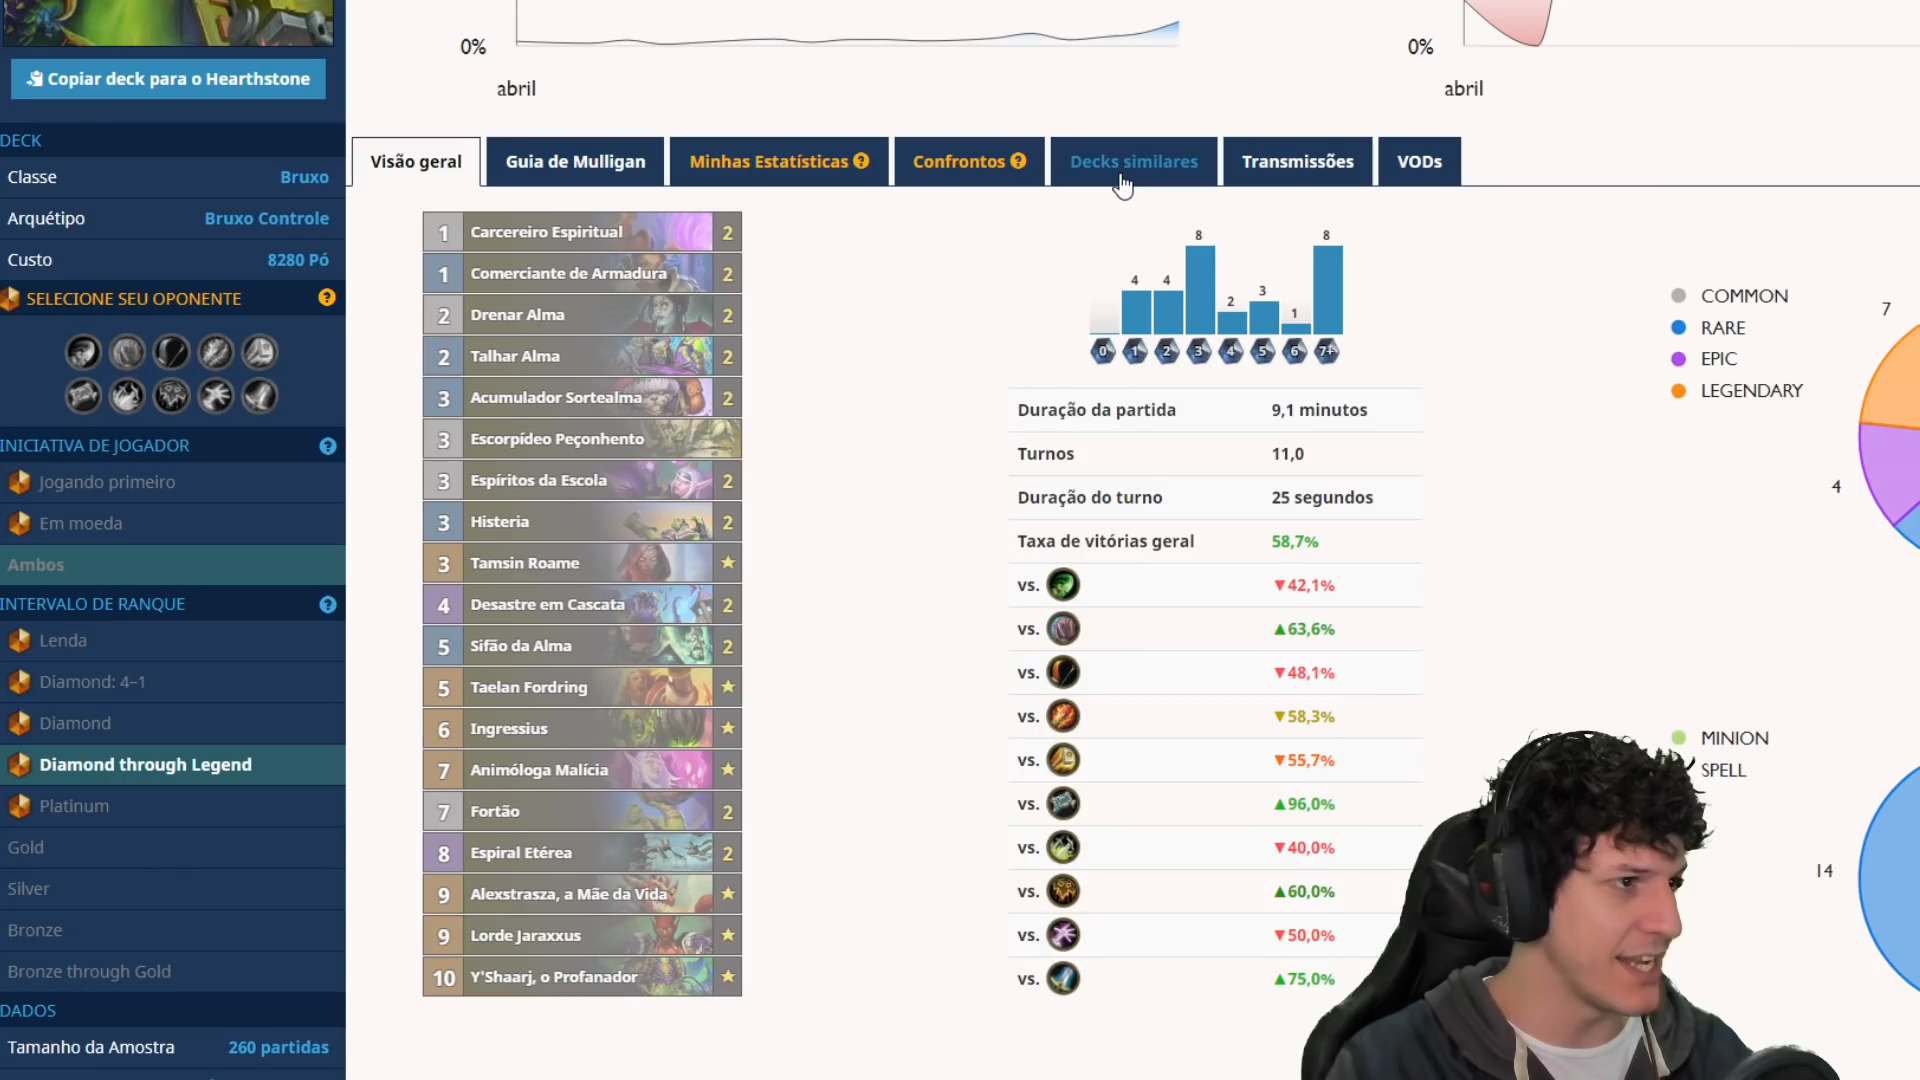 0%
0%
Copiar deck para o Hearthstone
abril
abril
DECK
Classe
Bruxo
Arquétipo
Bruxo Controle
Custo
8280 Pó
SELECIONE SEU OPONENTE ?
INICIATIVA DE JOGADOR ?
Jogando primeiro
Em moeda
Ambos
INTERVALO DE RANQUE ?
Lenda
Diamond: 4–1
Diamond
Diamond through Legend
Platinum
Gold
Silver
Bronze
Bronze through Gold
DADOS
Tamanho da Amostra
260 partidas
Visão geral
Guia de Mulligan
Minhas Estatísticas ?
Confrontos ?
Decks similares
Transmissões
VODs
1 Carcereiro Espiritual 2
1 Comerciante de Armadura 2
2 Drenar Alma 2
2 Talhar Alma 2
3 Acumulador Sortealma 2
3 Escorpídeo Peçonhento
3 Espíritos da Escola 2
3 Histeria 2
3 Tamsin Roame ★
4 Desastre em Cascata 2
5 Sifão da Alma 2
5 Taelan Fordring ★
6 Ingressius ★
7 Animóloga Malícia ★
7 Fortão 2
8 Espiral Etérea 2
9 Alexstrasza, a Mãe da Vida ★
9 Lorde Jaraxxus ★
10 Y'Shaarj, o Profanador ★
4 4 8 2 3 1 8
0 1 2 3 4 5 6 7+
Duração da partida 9,1 minutos
Turnos 11,0
Duração do turno 25 segundos
Taxa de vitórias geral 58,7%
vs. ▼42,1%
vs. ▲63,6%
vs. ▼48,1%
vs. ▼58,3%
vs. ▼55,7%
vs. ▲96,0%
vs. ▼40,0%
vs. ▲60,0%
vs. ▼50,0%
vs. ▲75,0%
COMMON
RARE
EPIC
LEGENDARY
7
4
MINION
SPELL
14